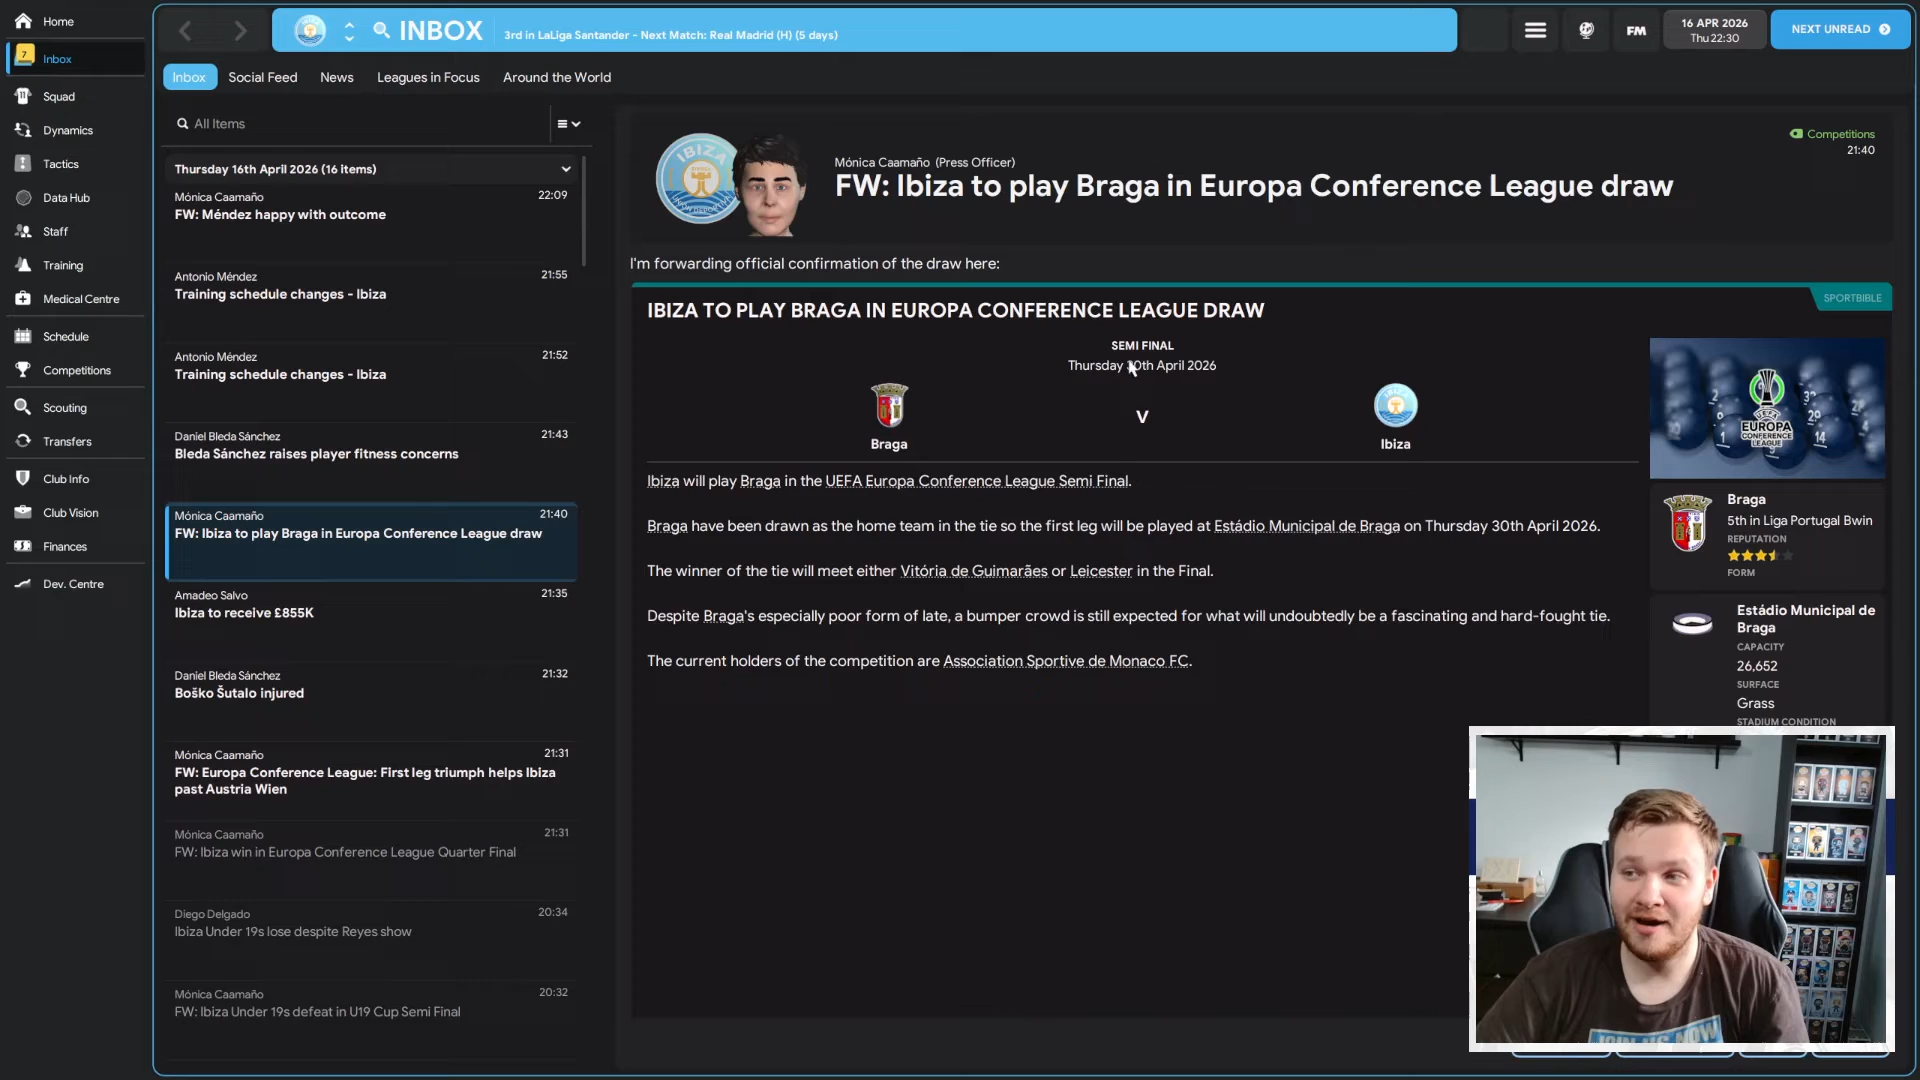 Home
Inbox
7
Squad
Dynamics
Tactics
Data Hub
Staff
Training
Medical Centre
Schedule
Competitions
Scouting
Transfers
Club Info
Club Vision
Finances
Dev. Centre
INBOX
3rd in LaLiga Santander - Next Match: Real Madrid (H) (5 days)
FM
16 APR 2026
Thu 22:30
NEXT UNREAD
Inbox
Social Feed
News
Leagues in Focus
Around the World
All Items
Thursday 16th April 2026 (16 items)
Mónica Caamaño 22:09
FW: Méndez happy with outcome
Antonio Méndez 21:55
Training schedule changes - Ibiza
Antonio Méndez 21:52
Training schedule changes - Ibiza
Daniel Bleda Sánchez 21:43
Bleda Sánchez raises player fitness concerns
Mónica Caamaño 21:40
FW: Ibiza to play Braga in Europa Conference League draw
Amadeo Salvo 21:35
Ibiza to receive £855K
Daniel Bleda Sánchez 21:32
Boško Šutalo injured
Mónica Caamaño 21:31
FW: Europa Conference League: First leg triumph helps Ibiza
past Austria Wien
Mónica Caamaño 21:31
FW: Ibiza win in Europa Conference League Quarter Final
Diego Delgado 20:34
Ibiza Under 19s lose despite Reyes show
Mónica Caamaño 20:32
FW: Ibiza Under 19s defeat in U19 Cup Semi Final
IBIZA
Mónica Caamaño (Press Officer)
FW: Ibiza to play Braga in Europa Conference League draw
Competitions
21:40
I'm forwarding official confirmation of the draw here:
SPORTBIBLE
IBIZA TO PLAY BRAGA IN EUROPA CONFERENCE LEAGUE DRAW
SEMI FINAL
Thursday 30th April 2026
V
Braga
Ibiza
Ibiza will play Braga in the UEFA Europa Conference League Semi Final.
Braga have been drawn as the home team in the tie so the first leg will be played at Estádio Municipal de Braga on Thursday 30th April 2026.
The winner of the tie will meet either Vitória de Guimarães or Leicester in the Final.
Despite Braga's especially poor form of late, a bumper crowd is still expected for what will undoubtedly be a fascinating and hard-fought tie.
The current holders of the competition are Association Sportive de Monaco FC.
EUROPA
CONFERENCE
LEAGUE
Braga
5th in Liga Portugal Bwin
REPUTATION
FORM
Estádio Municipal de
Braga
CAPACITY
26,652
SURFACE
Grass
STADIUM CONDITION
JOIN US NOW